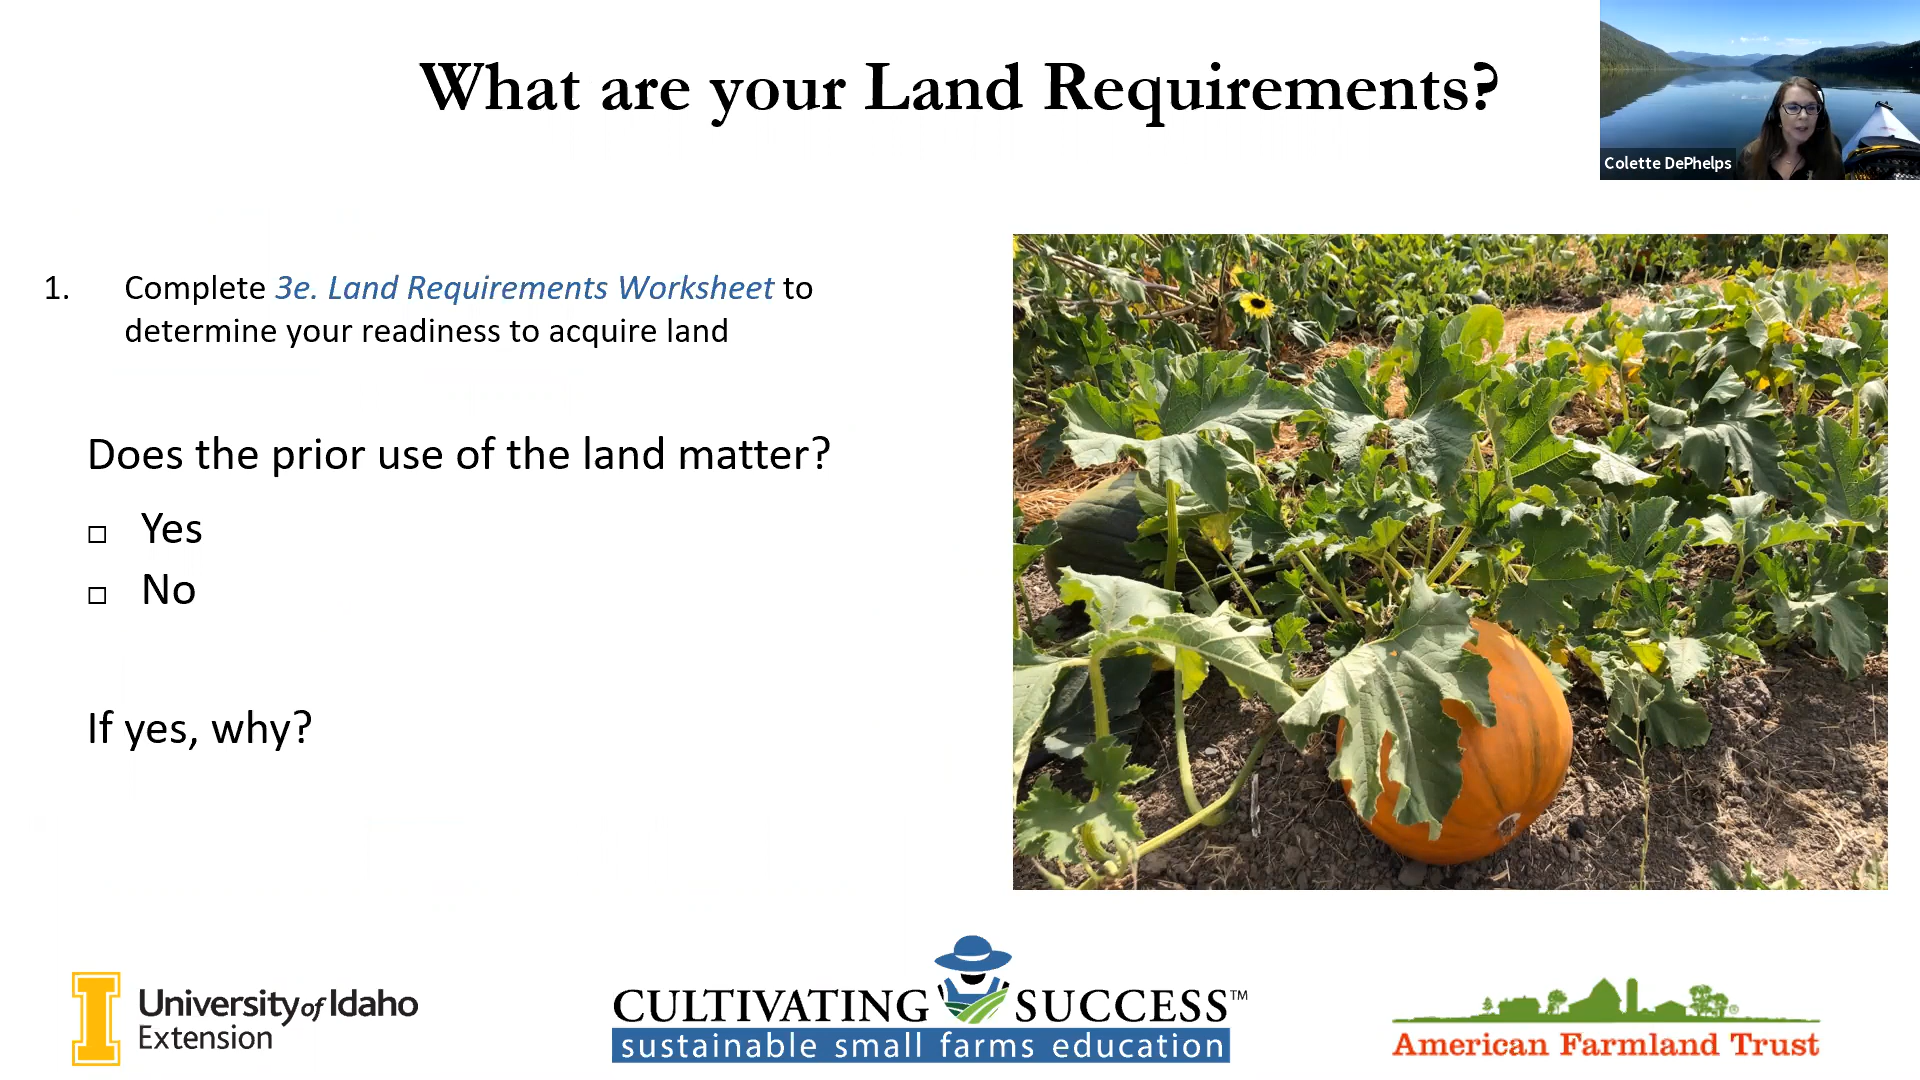 What are your Land Requirements?
Colette DePhelps
1. Complete 3e. Land Requirements Worksheet to
determine your readiness to acquire land
Does the prior use of the land matter?
□ Yes
□ No
If yes, why?
University of Idaho
Extension
CULTIVATING SUCCESS™
sustainable small farms education
American Farmland Trust